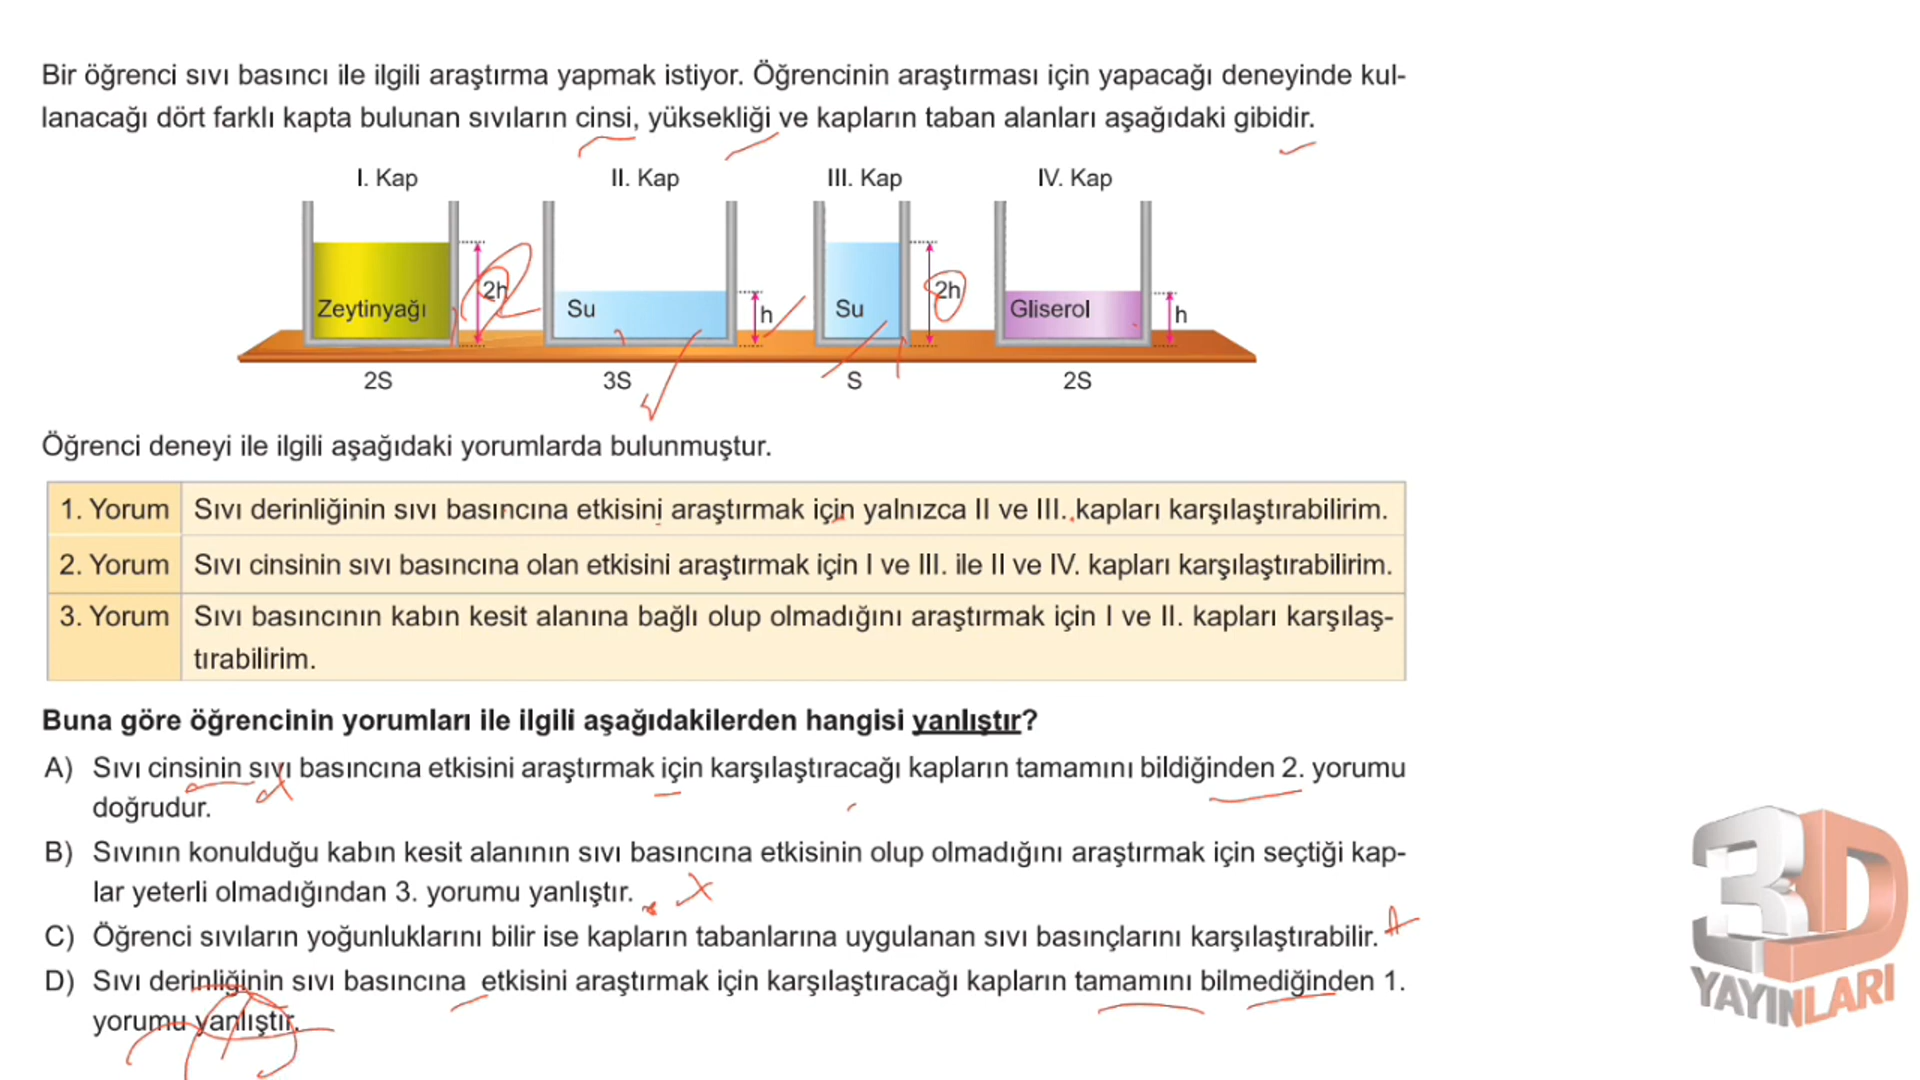 Bir öğrenci sıvı basıncı ile ilgili araştırma yapmak istiyor. Öğrencinin araştırması için yapacağı deneyinde kul-
lanacağı dört farklı kapta bulunan sıvıların cinsi, yüksekliği ve kapların taban alanları aşağıdaki gibidir.
I. Kap II. Kap III. Kap IV. Kap
Zeytinyağı 2h Su h Su 2h Gliserol h
2S 3S S 2S
Öğrenci deneyi ile ilgili aşağıdaki yorumlarda bulunmuştur.
1. Yorum Sıvı derinliğinin sıvı basıncına etkisini araştırmak için yalnızca II ve III. kapları karşılaştırabilirim.
2. Yorum Sıvı cinsinin sıvı basıncına olan etkisini araştırmak için I ve III. ile II ve IV. kapları karşılaştırabilirim.
3. Yorum Sıvı basıncının kabın kesit alanına bağlı olup olmadığını araştırmak için I ve II. kapları karşılaş-
tırabilirim.
Buna göre öğrencinin yorumları ile ilgili aşağıdakilerden hangisi yanlıştır?
A) Sıvı cinsinin sıvı basıncına etkisini araştırmak için karşılaştıracağı kapların tamamını bildiğinden 2. yorumu
doğrudur.
B) Sıvının konulduğu kabın kesit alanının sıvı basıncına etkisinin olup olmadığını araştırmak için seçtiği kap-
lar yeterli olmadığından 3. yorumu yanlıştır.
C) Öğrenci sıvıların yoğunluklarını bilir ise kapların tabanlarına uygulanan sıvı basınçlarını karşılaştırabilir.
D) Sıvı derinliğinin sıvı basıncına etkisini araştırmak için karşılaştıracağı kapların tamamını bilmediğinden 1.
yorumu yanlıştır.
3D
YAYINLARI